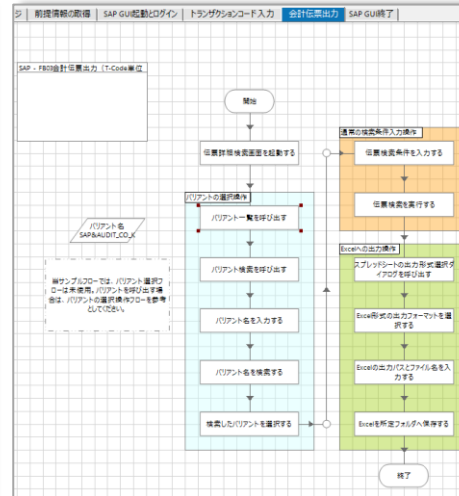 ジ 前提情報の取得 SAP GUI起動とログイン トランザクションコード入力 会計伝票出力 SAP GUI終了
SAP - FB03会計伝票出力 (T-Code単位
開始
伝票詳細検索画面を起動する
バリアントの選択操作
バリアント一覧を呼び出す
バリアント検索を呼び出す
バリアント名を入力する
バリアント名を検索する
検索したバリアントを選択する
バリアント名
SAP&AUDIT_CO_K
当サンプルフローでは、バリアント選択フ
ローは未使用。バリアントを呼び出す場
合は、バリアントの選択操作フローを参考
としてください。
通常の検索条件入力操作
伝票検索条件を入力する
伝票検索を実行する
Excelへの出力操作
スプレッドシートの出力形式選択ダ
イアログを呼び出す
Excel形式の出力フォーマットを選
択する
Excelの出力パスとファイル名を入
力する
Excelを所定フォルダへ保存する
終了